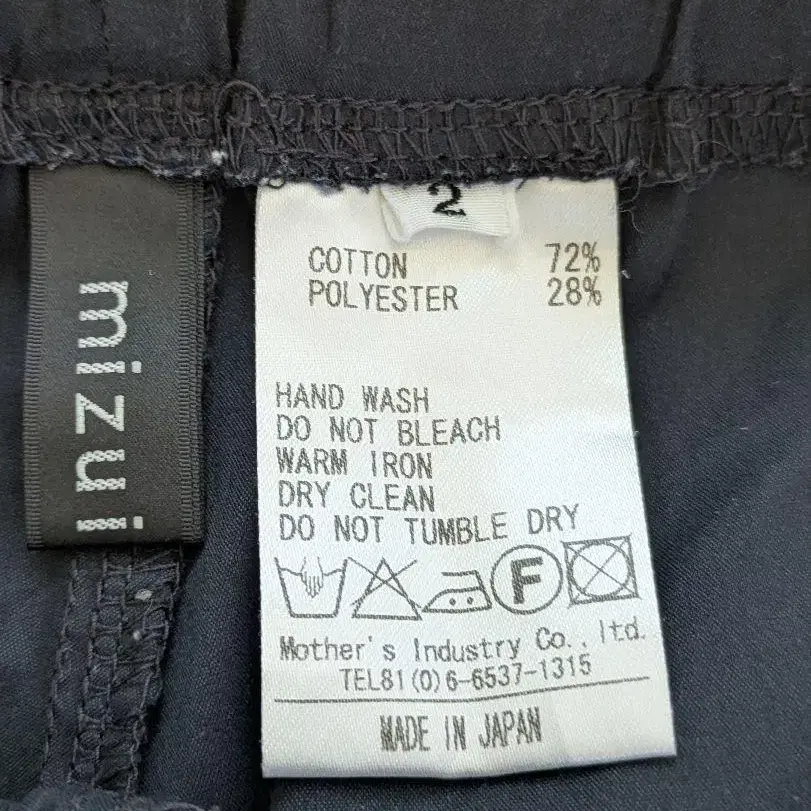 2
mizui
COTTON 72%
POLYESTER 28%
HAND WASH
DO NOT BLEACH
WARM IRON
DRY CLEAN
DO NOT TUMBLE DRY
F
Mother's Industry Co., ltd.
TEL81(0)6-6537-1315
MADE IN JAPAN